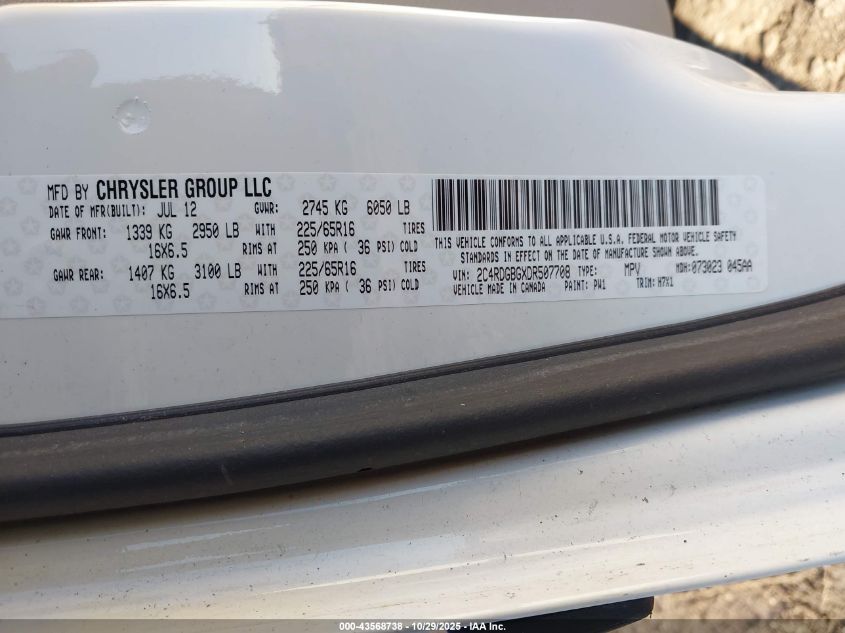 MFD BY CHRYSLER GROUP LLC
DATE OF MFR(BUILT): JUL 12 GVWR: 2745 KG 6050 LB
GAWR FRONT: 1339 KG 2950 LB WITH 225/65R16 TIRES
16X6.5 RIMS AT 250 KPA ( 36 PSI) COLD
GAWR REAR: 1407 KG 3100 LB WITH 225/65R16 TIRES
16X6.5 RIMS AT 250 KPA ( 36 PSI) COLD
THIS VEHICLE CONFORMS TO ALL APPLICABLE U.S.A. FEDERAL MOTOR VEHICLE SAFETY
STANDARDS IN EFFECT ON THE DATE OF MANUFACTURE SHOWN ABOVE.
VIN: 2C4RDGBGXDR507708 TYPE: MPV MDH: 073023 045AA
VEHICLE MADE IN CANADA PAINT: PW1 TRIM: H7X1
000-43568738 - 10/29/2025 - IAA Inc.